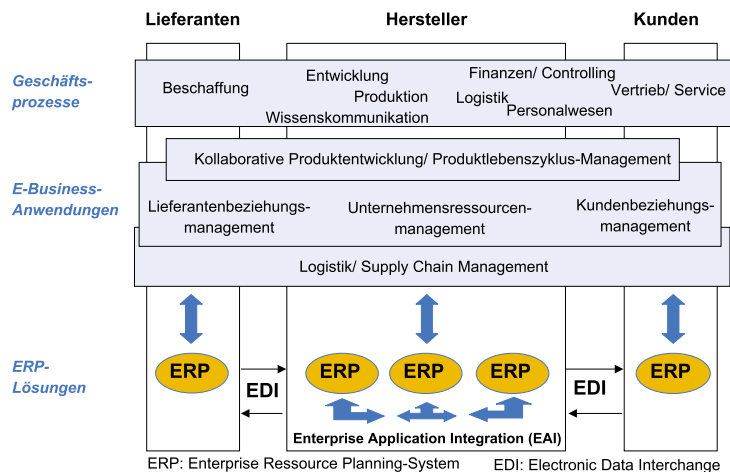 Lieferanten
Hersteller
Kunden
Geschäfts-
prozesse
Beschaffung
Entwicklung
Finanzen/ Controlling
Produktion
Logistik
Vertrieb/ Service
Wissenskommunikation
Personalwesen
Kollaborative Produktentwicklung/ Produktlebenszyklus-Management
E-Business-
Anwendungen
Lieferantenbeziehungs-
management
Unternehmensressourcen-
management
Kundenbeziehungs-
management
Logistik/ Supply Chain Management
ERP-
Lösungen
ERP
EDI
ERP
ERP
ERP
EDI
ERP
Enterprise Application Integration (EAI)
ERP: Enterprise Ressource Planning-System
EDI: Electronic Data Interchange